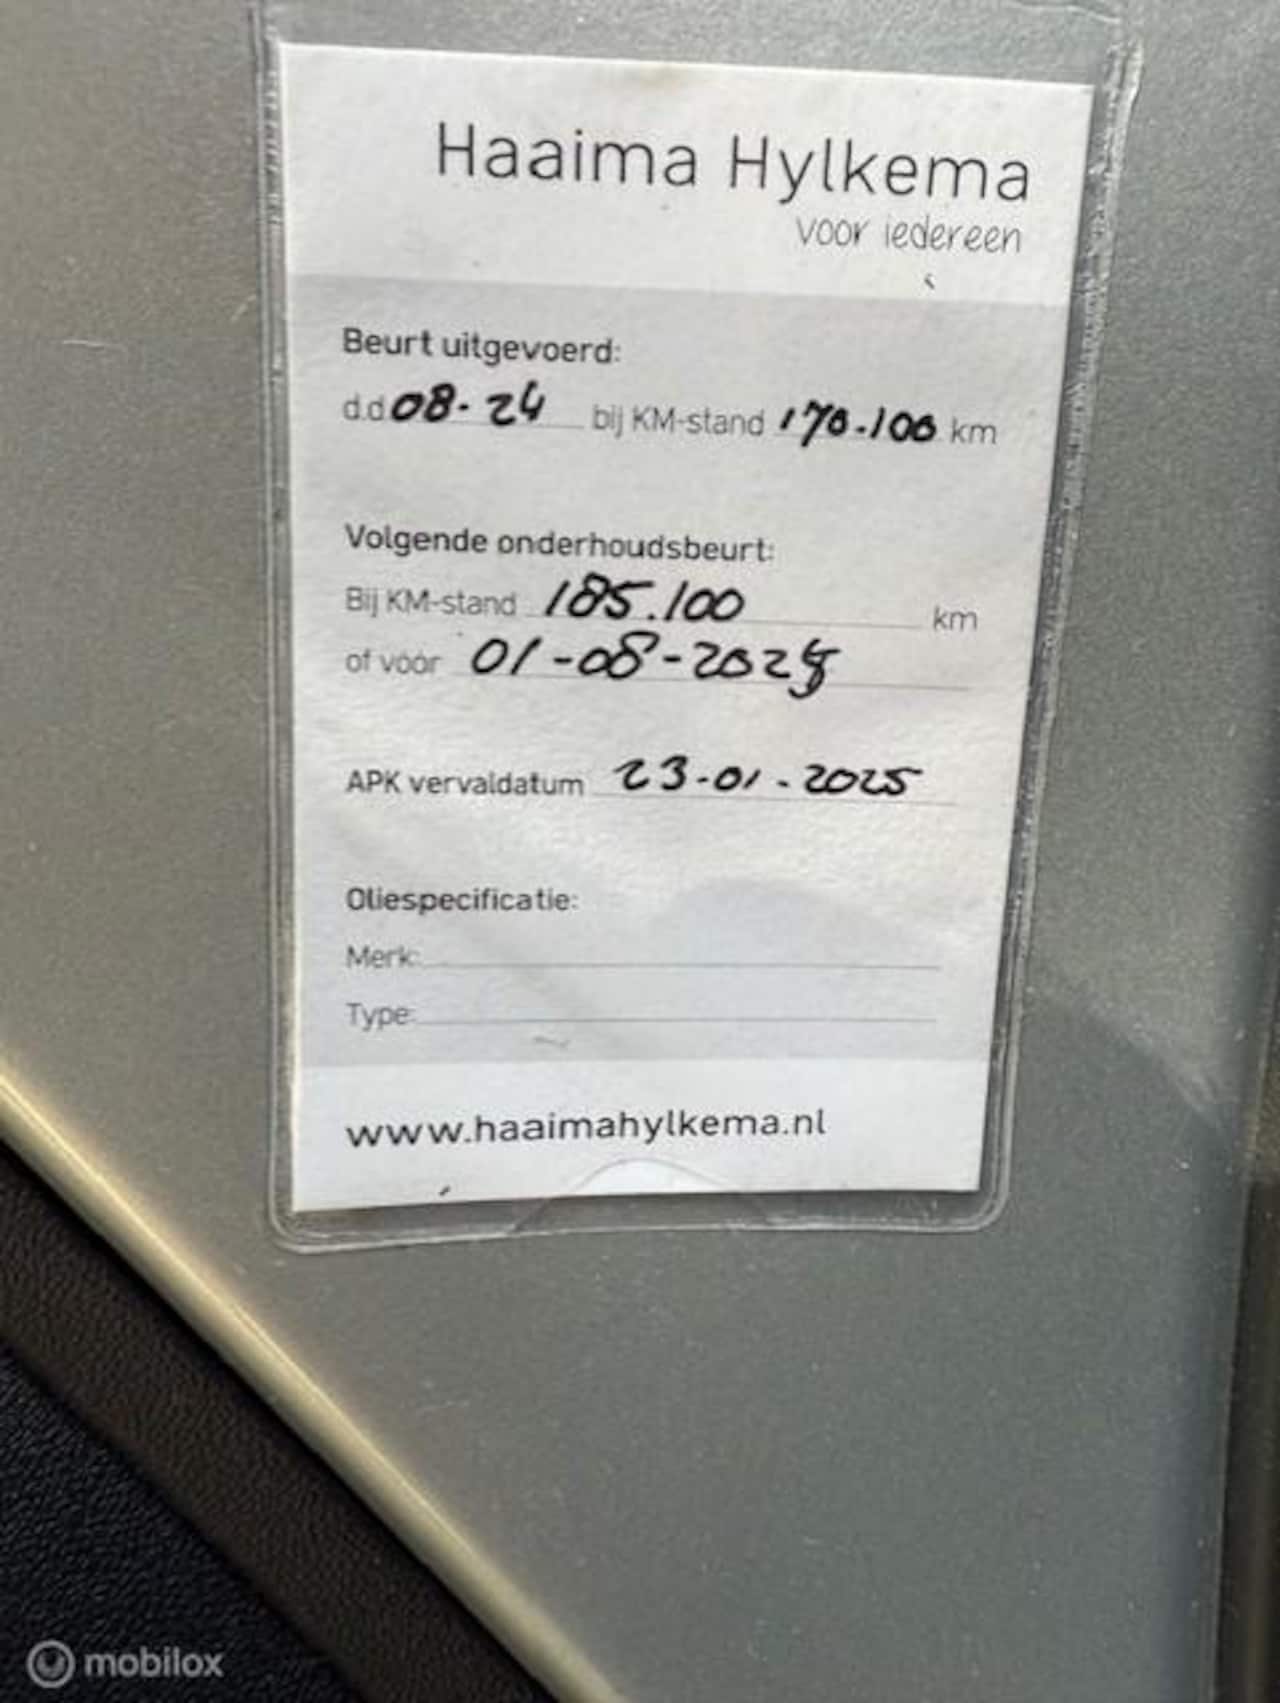 Haaima Hylkema
voor iedereen
Beurt uitgevoerd:
d.d 08-24 bij KM-stand 170.100 km
Volgende onderhoudsbeurt:
Bij KM-stand 185.100 km
of vóór 01-08-2025
APK vervaldatum 23-01-2025
Oliespecificatie:
Merk:
Type:
www.haaimahylkema.nl
mobilox